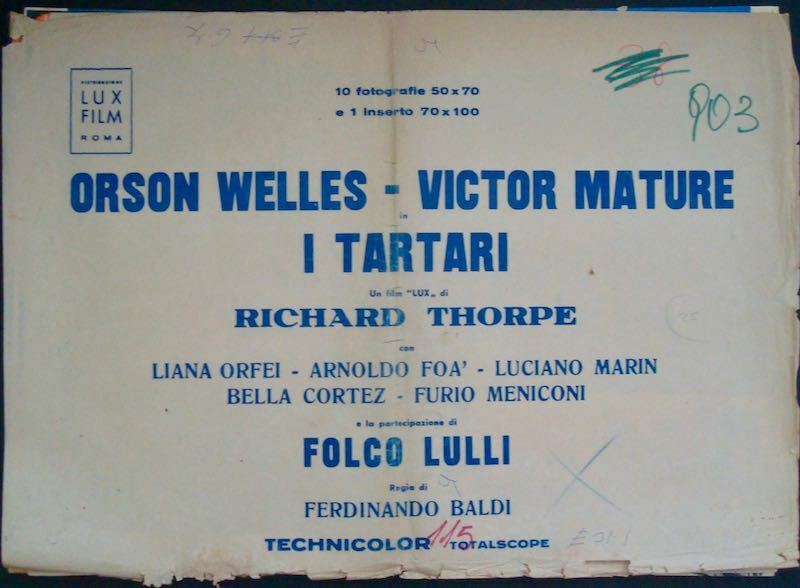 DISTRIBUZIONE
LUX
FILM
ROMA
10 fotografie 50x70
e 1 inserto 70x100
903
ORSON WELLES - VICTOR MATURE
in
I TARTARI
Un film "LUX„ di
RICHARD THORPE
con
LIANA ORFEI - ARNOLDO FOA' - LUCIANO MARIN
BELLA CORTEZ - FURIO MENICONI
e la partecipazione di
FOLCO LULLI
Regia di
FERDINANDO BALDI
TECHNICOLOR TOTALSCOPE
115